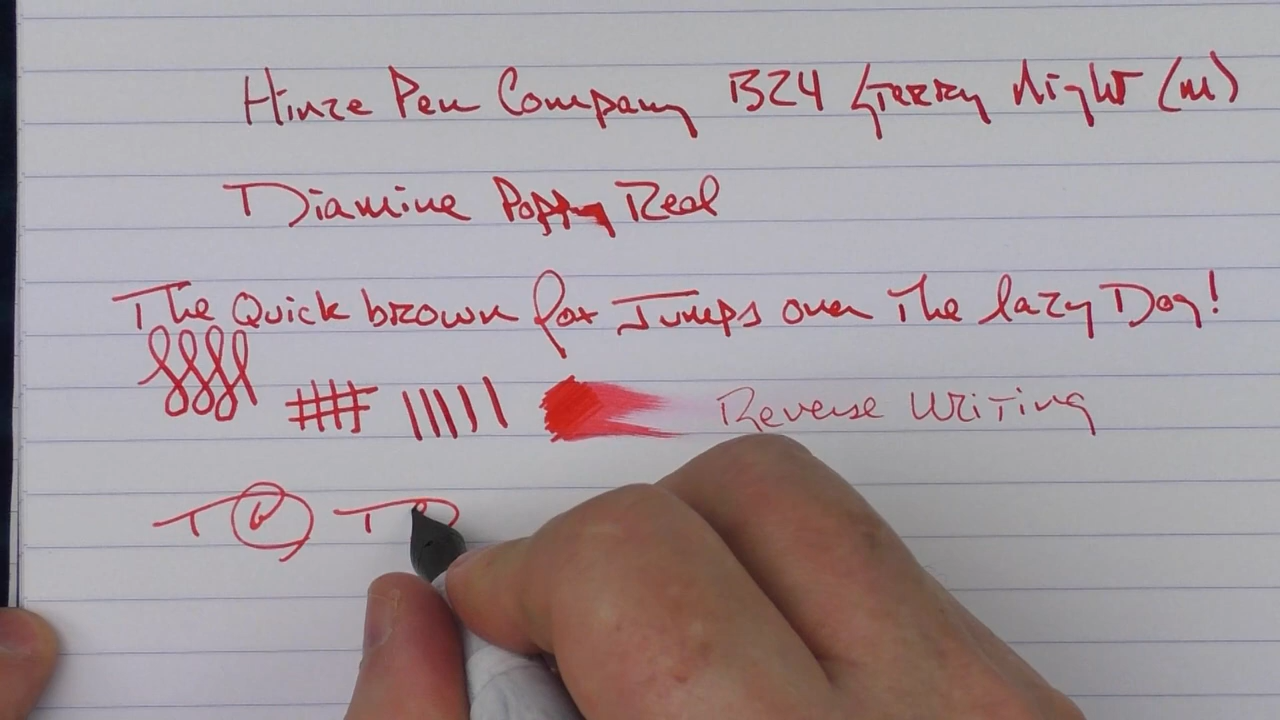 Hinze Pen Company B24 Starry Night (m)
Diamine Poppy Red
The Quick brown fox Jumps over The lazy Dog!
Reverse Writing